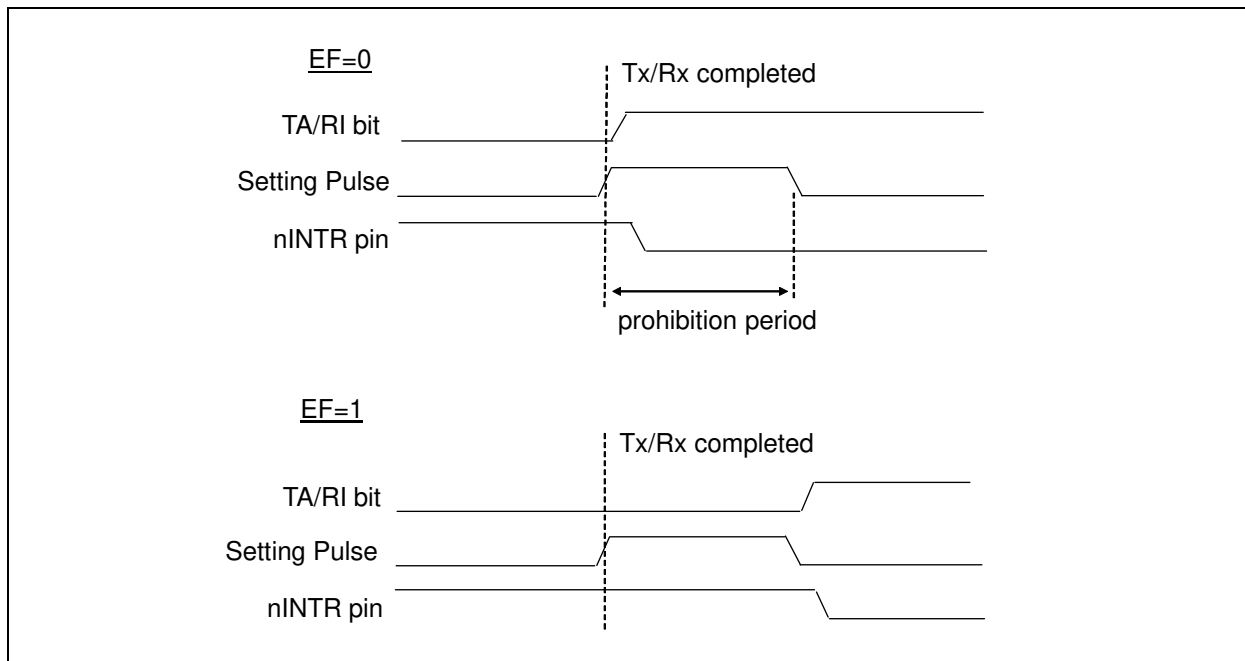 EF=0
Tx/Rx completed
TA/RI bit
Setting Pulse
nINTR pin
prohibition period
EF=1
Tx/Rx completed
TA/RI bit
Setting Pulse
nINTR pin